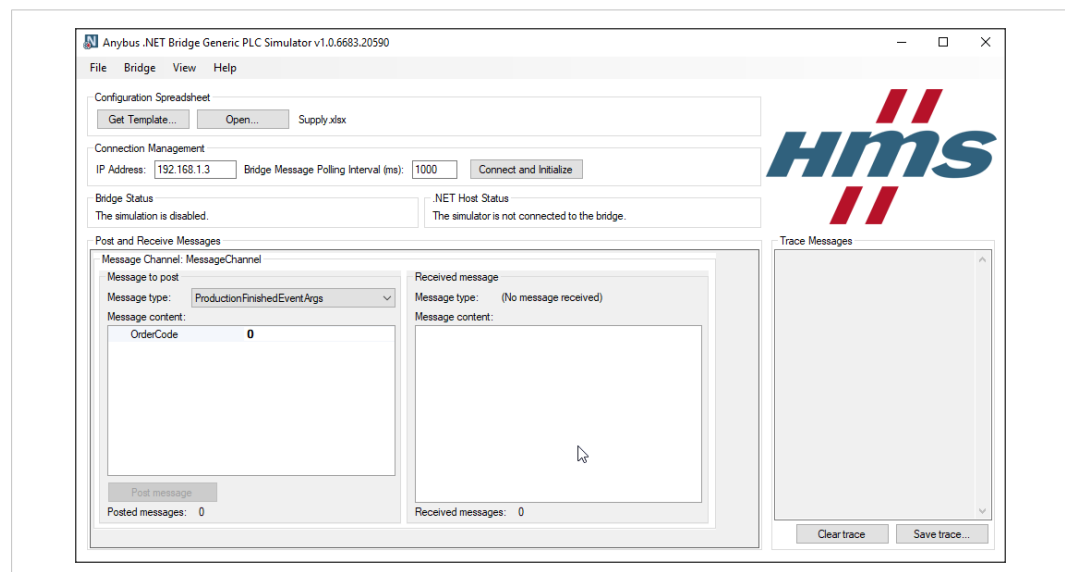 Anybus .NET Bridge Generic PLC Simulator v1.0.6683.20590
File Bridge View Help
Configuration Spreadsheet
Get Template... Open... Supply.xlsx
Connection Management
IP Address: 192.168.1.3 Bridge Message Polling Interval (ms): 1000 Connect and Initialize
Bridge Status
The simulation is disabled.
.NET Host Status
The simulator is not connected to the bridge.
HMS
Post and Receive Messages
Message Channel: MessageChannel
Message to post
Message type: ProductionFinishedEventArgs
Message content:
OrderCode 0
Post message
Posted messages: 0
Received message
Message type: (No message received)
Message content:
Received messages: 0
Trace Messages
Clear trace Save trace...